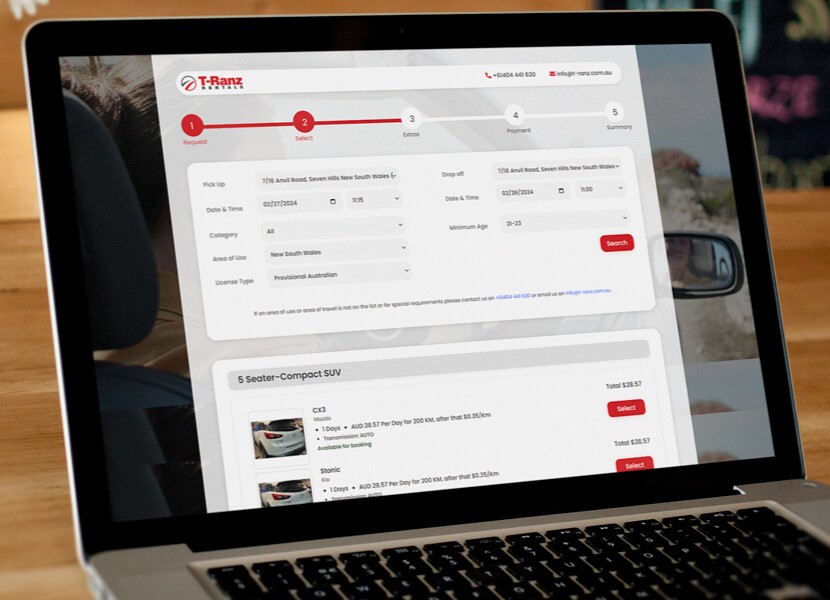 T-Ranz
RENTALS
+61404 441 630
info@t-ranz.com.au
1
2
3
4
5
Request
Select
Extras
Payment
Summary
Pick Up
7/16 Anvil Road, Seven Hills New South Wales (
Drop off
7/16 Anvil Road, Seven Hills New South Wales
Date & Time
02/27/2024
11:15
Date & Time
02/28/2024
11:00
Category
All
Minimum Age
21-23
Area of Use
New South Wales
Search
License Type
Provisional Australian
If an area of use or area of travel is not on the list or for special requirements please contact us on +61404 441 630 or email us on info@t-ranz.com.au
5 Seater-Compact SUV
CX3
Mazda
Total $28.57
• 1 Days • AUD 28.57 Per Day for 200 KM, after that $0.35/Km
Select
• Transmission: AUTO
Available for booking
Stonic
Kia
Total $28.57
• 1 Days • AUD 28.57 Per Day for 200 KM, after that $0.35/Km
Select
• Transmission: AUTO